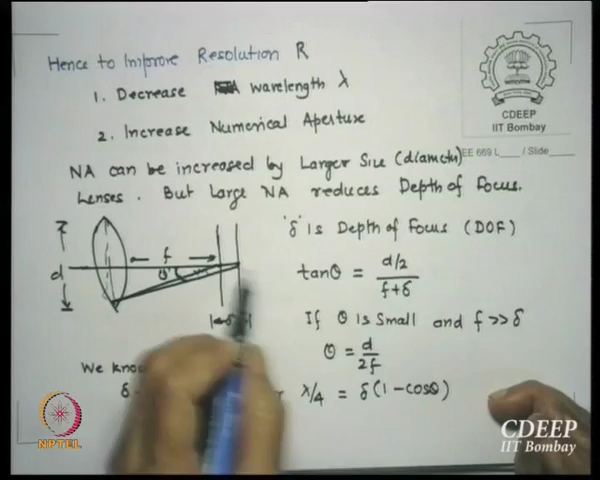 Hence to Improve Resolution R
1. Decrease wavelength λ
2. Increase Numerical Aperture
NA can be increased by Larger Size (diameter)
Lenses. But large NA reduces Depth of Focus.
'δ' is Depth of Focus (DOF)
d
f
θ
δ
tanθ = d/2 / f+δ
If θ is Small and f >> δ
θ = d/2f
We know
δ
λ/4 = δ(1-cosθ)
CDEEP
IIT Bombay
EE 669 L____ / Slide____
NPTEL
CDEEP
IIT Bombay